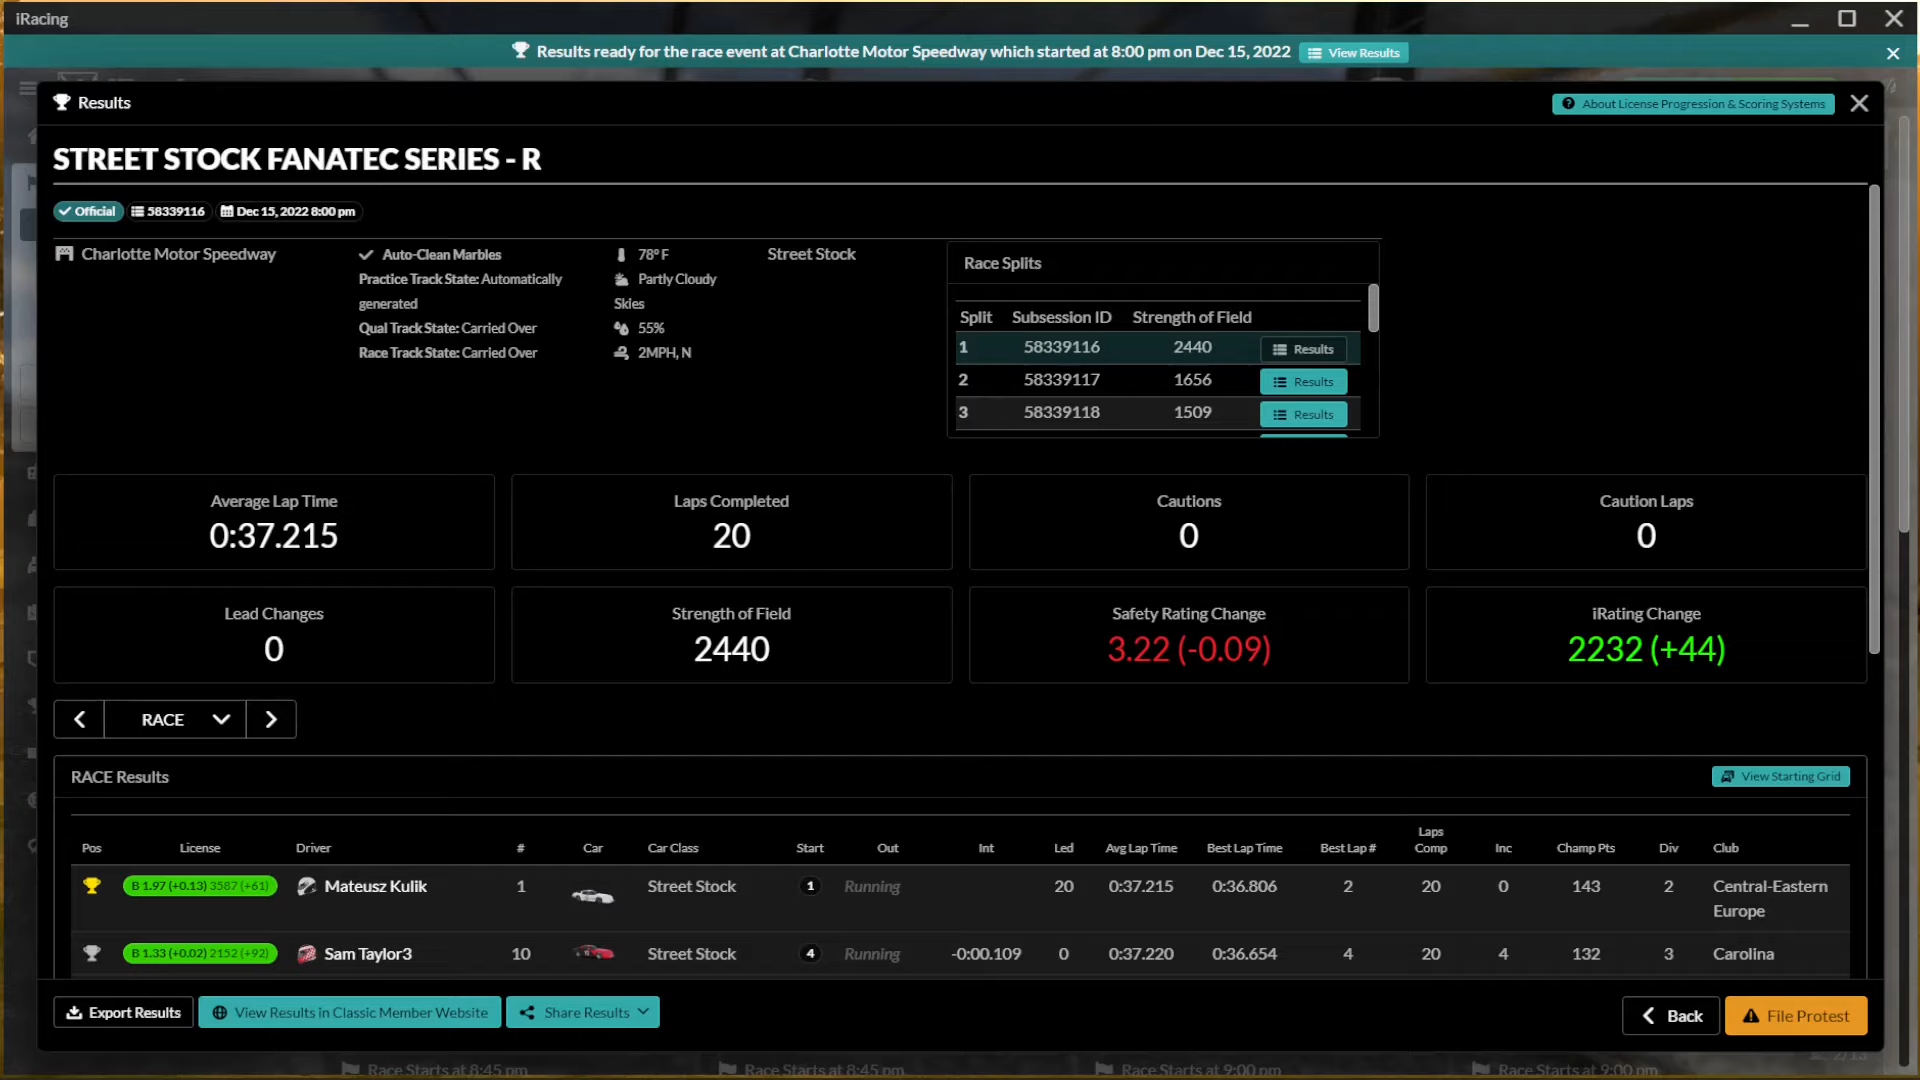 iRacing
Results ready for the race event at Charlotte Motor Speedway which started at 8:00 pm on Dec 15, 2022 View Results
Results
About License Progression & Scoring Systems
STREET STOCK FANATEC SERIES - R
Official 58339116 Dec 15, 2022 8:00 pm
Charlotte Motor Speedway
Auto-Clean Marbles
Practice Track State: Automatically
generated
Qual Track State: Carried Over
Race Track State: Carried Over
78° F
Partly Cloudy
Skies
55%
2MPH, N
Street Stock
Race Splits
Split Subsession ID Strength of Field
1 58339116 2440 Results
2 58339117 1656 Results
3 58339118 1509 Results
Average Lap Time
0:37.215
Laps Completed
20
Cautions
0
Caution Laps
0
Lead Changes
0
Strength of Field
2440
Safety Rating Change
3.22 (-0.09)
iRating Change
2232 (+44)
RACE
RACE Results
View Starting Grid
Pos License Driver # Car Car Class Start Out Int Led Avg Lap Time Best Lap Time Best Lap # Laps Comp Inc Champ Pts Div Club
B 1.97 (+0.13) 3587 (+61) Mateusz Kulik 1 Street Stock 1 Running 20 0:37.215 0:36.806 2 20 0 143 2 Central-Eastern
Europe
B 1.33 (+0.02) 2152 (+92) Sam Taylor3 10 Street Stock 4 Running -0:00.109 0 0:37.220 0:36.654 4 20 4 132 3 Carolina
Export Results View Results in Classic Member Website Share Results
Back File Protest
Race Starts at 8:45 pm Race Starts at 8:45 pm Race Starts at 9:00 pm Race Starts at 9:00 pm